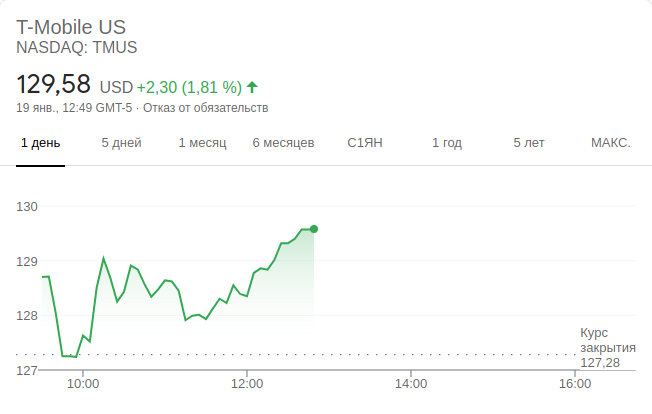 T-Mobile US
NASDAQ: TMUS
129,58 USD +2,30 (1,81 %)
19 янв., 12:49 GMT-5 · Отказ от обязательств
1 день 5 дней 1 месяц 6 месяцев С1ЯН 1 год 5 лет МАКС.
130
129
128
Курс
закрытия
127,28
127
10:00 12:00 14:00 16:00